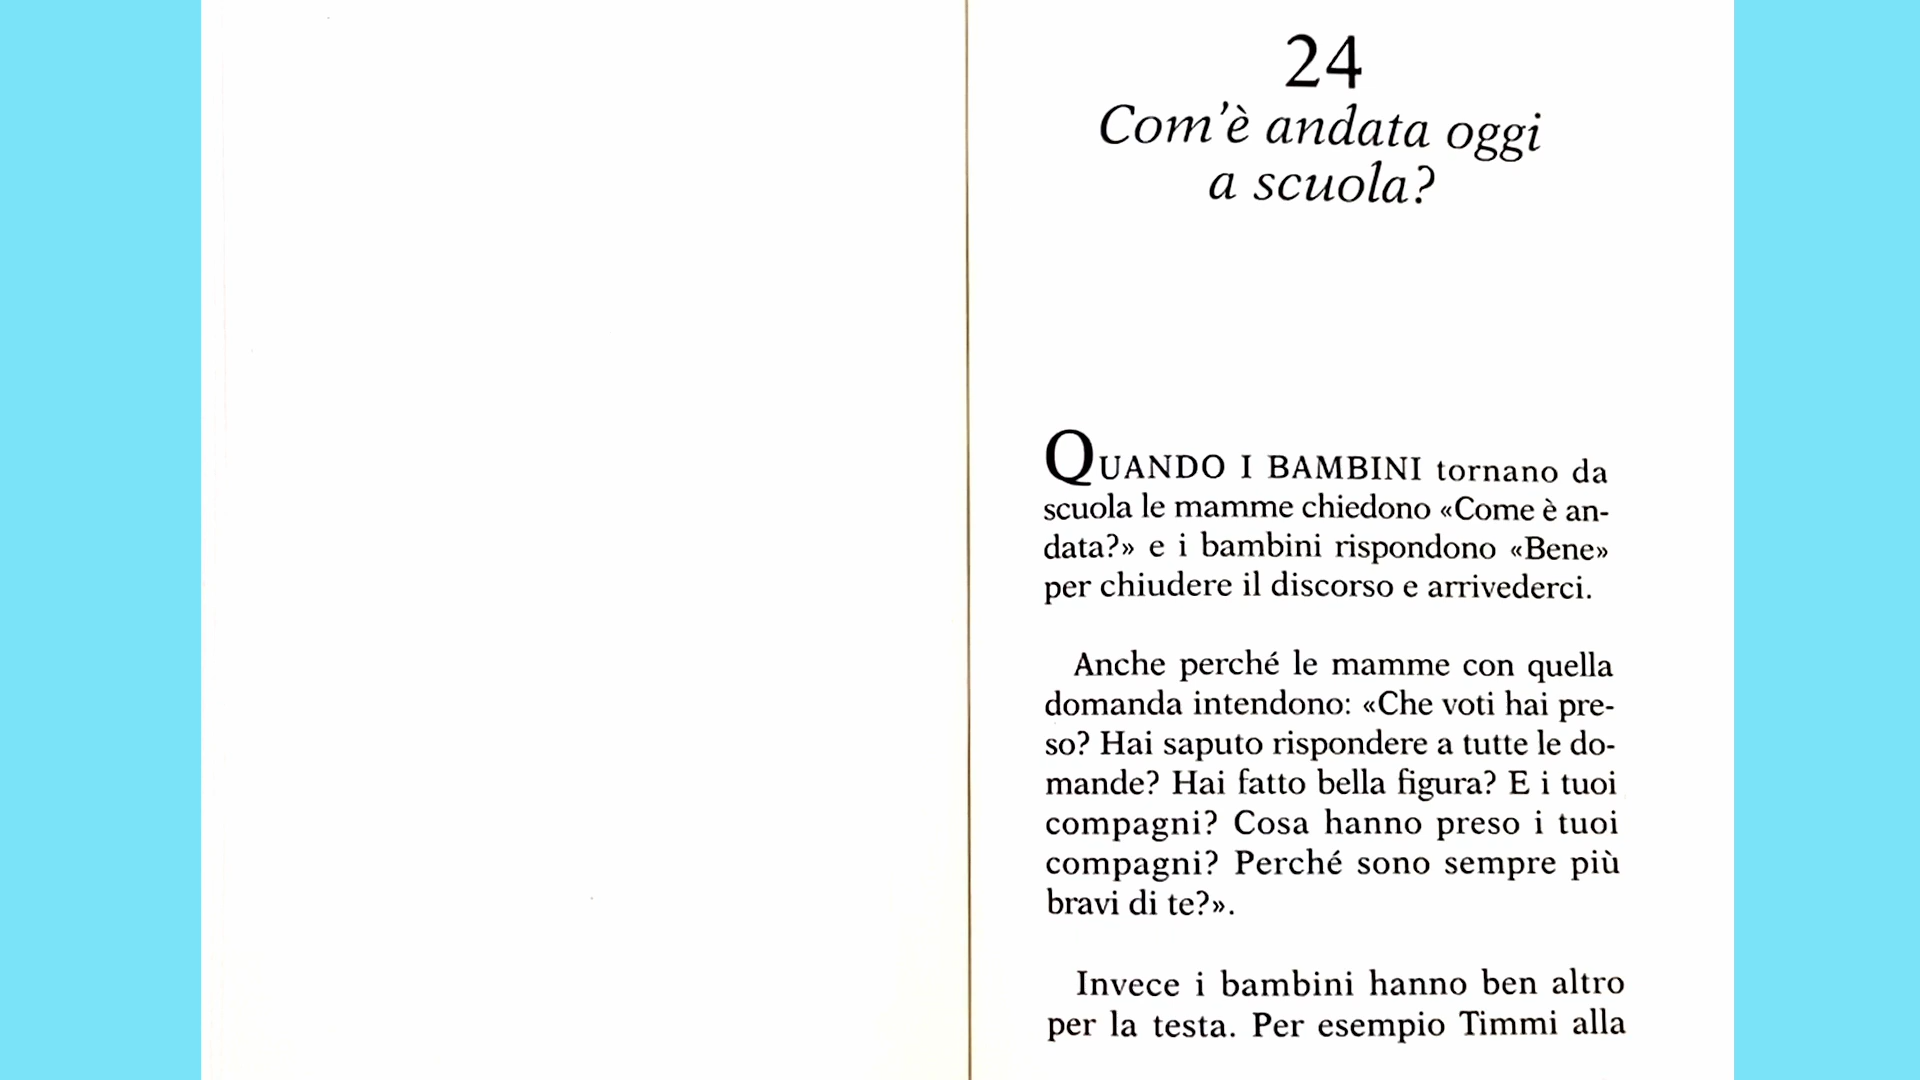 24
Com'è andata oggi
a scuola?
QUANDO I BAMBINI tornano da
scuola le mamme chiedono «Come è an-
data?» e i bambini rispondono «Bene»
per chiudere il discorso e arrivederci.
Anche perché le mamme con quella
domanda intendono: «Che voti hai pre-
so? Hai saputo rispondere a tutte le do-
mande? Hai fatto bella figura? E i tuoi
compagni? Cosa hanno preso i tuoi
compagni? Perché sono sempre più
bravi di te?».
Invece i bambini hanno ben altro
per la testa. Per esempio Timmi alla